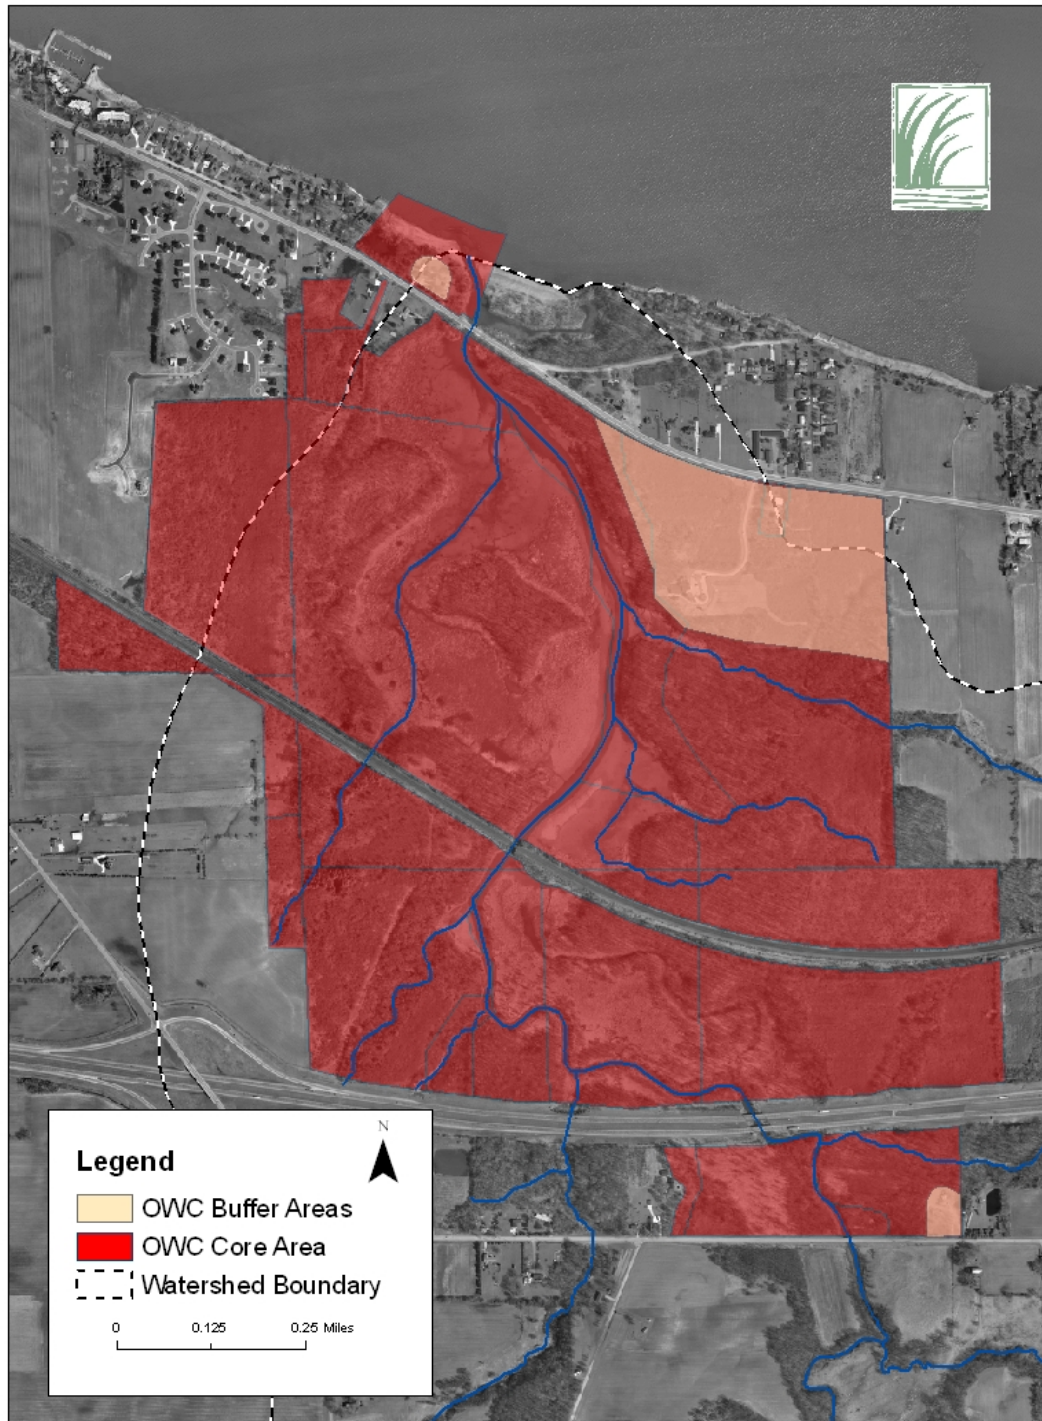 N
Legend
OWC Buffer Areas
OWC Core Area
Watershed Boundary
0 0.125 0.25 Miles